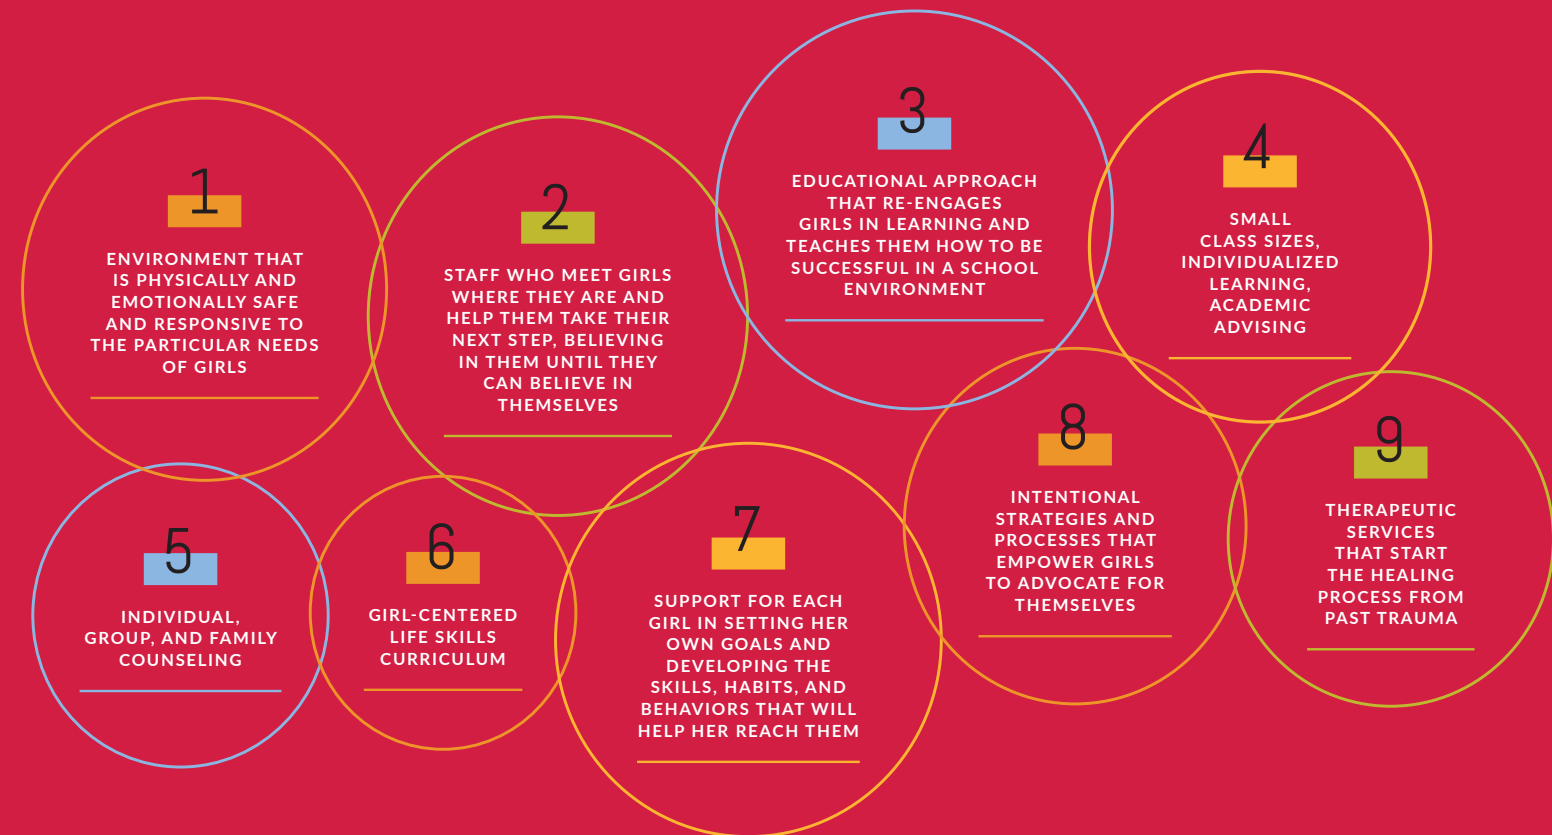 1
ENVIRONMENT THAT
IS PHYSICALLY AND
EMOTIONALLY SAFE
AND RESPONSIVE TO
THE PARTICULAR NEEDS
OF GIRLS
2
STAFF WHO MEET GIRLS
WHERE THEY ARE AND
HELP THEM TAKE THEIR
NEXT STEP, BELIEVING
IN THEM UNTIL THEY
CAN BELIEVE IN
THEMSELVES
3
EDUCATIONAL APPROACH
THAT RE-ENGAGES
GIRLS IN LEARNING AND
TEACHES THEM HOW TO BE
SUCCESSFUL IN A SCHOOL
ENVIRONMENT
4
SMALL
CLASS SIZES,
INDIVIDUALIZED
LEARNING,
ACADEMIC
ADVISING
5
INDIVIDUAL,
GROUP, AND FAMILY
COUNSELING
6
GIRL-CENTERED
LIFE SKILLS
CURRICULUM
7
SUPPORT FOR EACH
GIRL IN SETTING HER
OWN GOALS AND
DEVELOPING THE
SKILLS, HABITS, AND
BEHAVIORS THAT WILL
HELP HER REACH THEM
8
INTENTIONAL
STRATEGIES AND
PROCESSES THAT
EMPOWER GIRLS
TO ADVOCATE FOR
THEMSELVES
9
THERAPEUTIC
SERVICES
THAT START
THE HEALING
PROCESS FROM
PAST TRAUMA